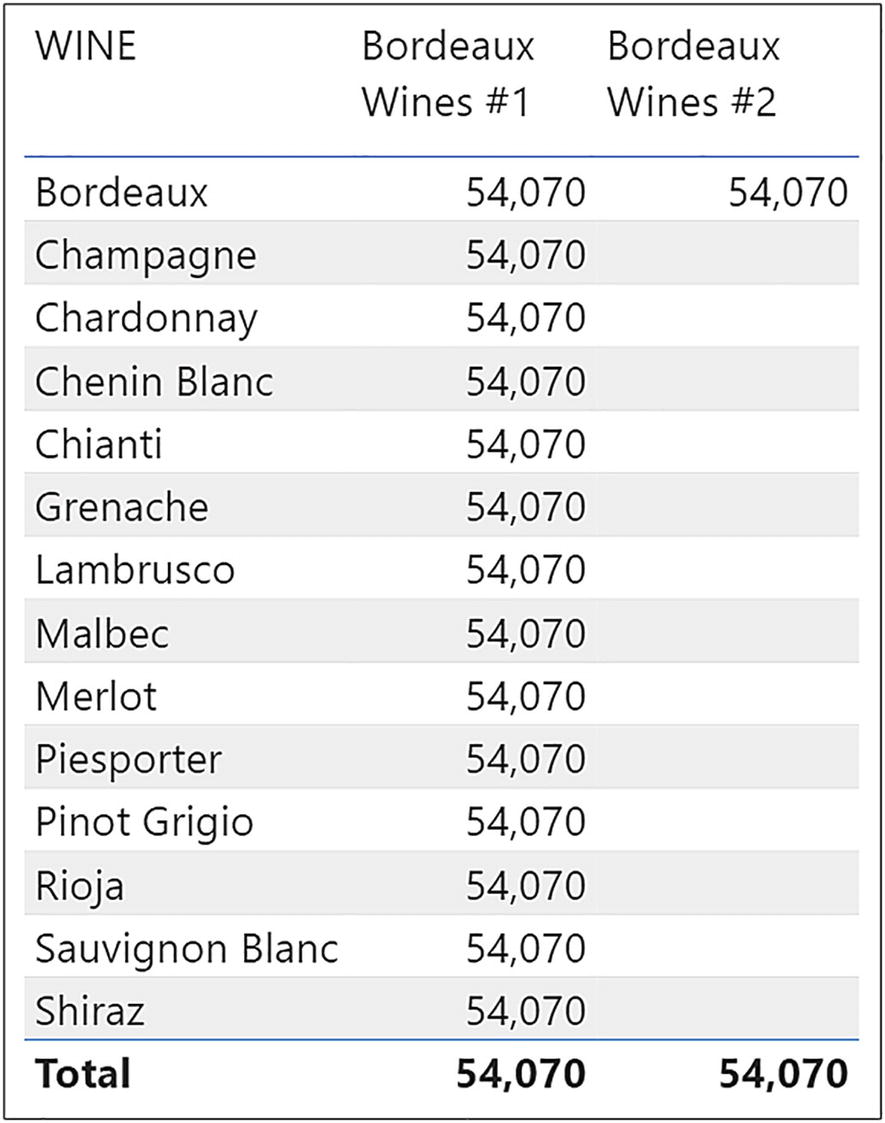 WINE Bordeaux Wines #1 Bordeaux Wines #2
Bordeaux 54,070 54,070
Champagne 54,070
Chardonnay 54,070
Chenin Blanc 54,070
Chianti 54,070
Grenache 54,070
Lambrusco 54,070
Malbec 54,070
Merlot 54,070
Piesporter 54,070
Pinot Grigio 54,070
Rioja 54,070
Sauvignon Blanc 54,070
Shiraz 54,070
Total 54,070 54,070